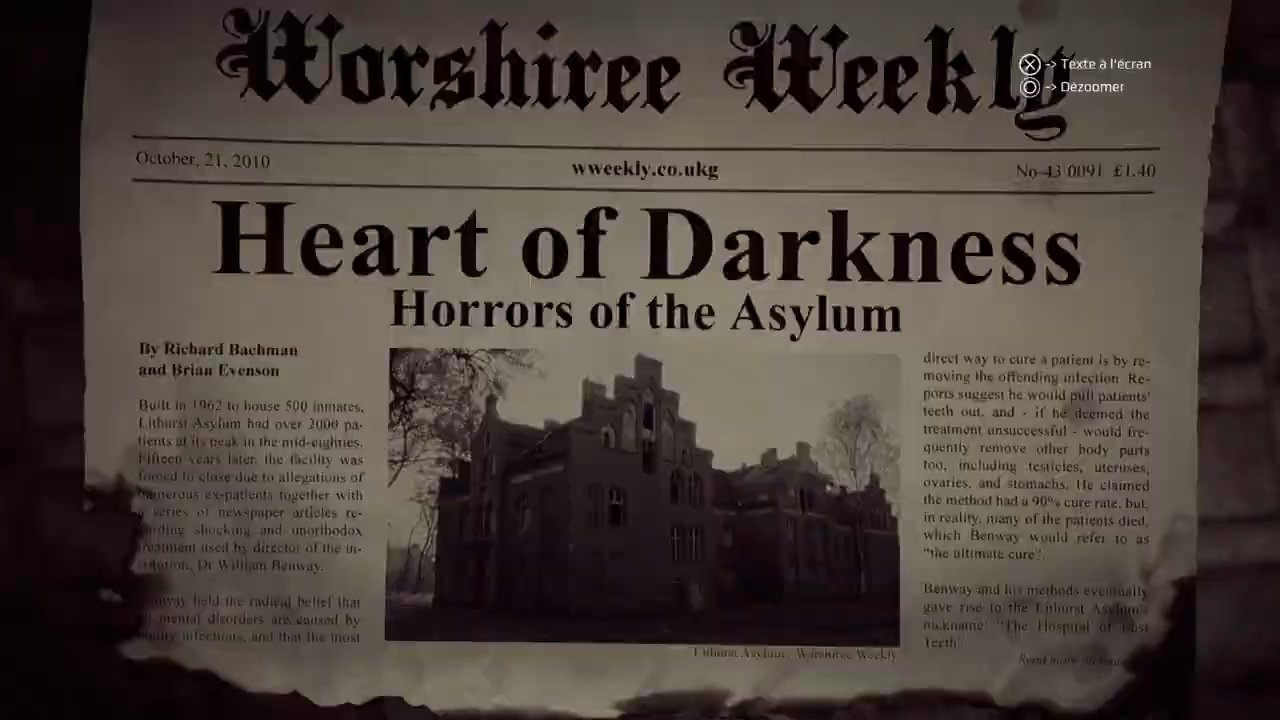 Worshiree Weekly
-> Texte à l'écran
-> Dézoomer
October, 21, 2010
wweekly.co.ukg
No 43 0091 £1.40
Heart of Darkness
Horrors of the Asylum
By Richard Bachman
and Brian Evenson
Built in 1962 to house 500 inmates,
Lithurst Asylum had over 2000 pa-
tients at its peak in the mid-eighties.
Fifteen years later, the facility was
forced to close due to allegations of
numerous ex-patients together with
a series of newspaper articles re-
shocking and unorthodox
treatment used by director of the in-
stitution, Dr William Benway.
Benway held the radical belief that
mental disorders are caused by
infections, and that the most
direct way to cure a patient is by re-
moving the offending infection. Re-
ports suggest he would pull patients'
teeth out, and - if he deemed the
treatment unsuccessful - would fre-
quently remove other body parts
too, including testicles, uteruses,
ovaries, and stomachs. He claimed
the method had a 90% cure rate, but,
in reality, many of the patients died,
which Benway would refer to as
"the ultimate cure".
Benway and his methods eventually
gave rise to the Lithurst Asylum's
nickname: "The Hospital of Lost
Teeth"
Read more on
Lithurst Asylum, Worshiree Weekly